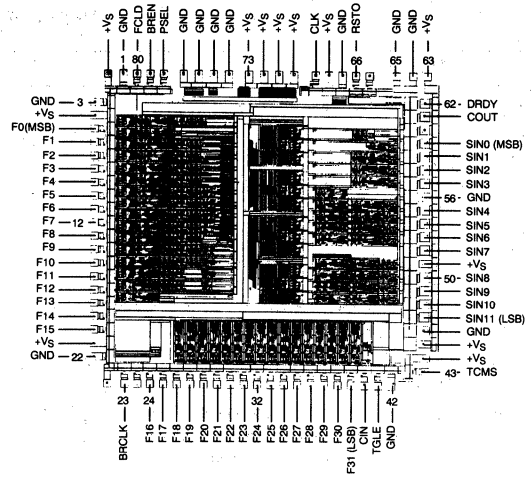 +VS
GND
FCLD
BREN
PSEL
GND
GND
GND
GND
+VS
+VS
+VS
+VS
CLK
+VS
GND
RSTO
GND
GND
+VS
1
80
73
66
65
63
GND 3
+VS
F0(MSB)
F1
F2
F3
F4
F5
F6
F7 12
F8
F9
F10
F11
F12
F13
F14
F15
+VS
GND 22
62 DRDY
COUT
SIN0 (MSB)
SIN1
SIN2
SIN3
56 GND
SIN4
SIN5
SIN6
SIN7
+VS
50 SIN8
SIN9
SIN10
SIN11 (LSB)
GND
+VS
+VS
43 TCMS
23
24
32
42
BRCLK
F16
F17
F18
F19
F20
F21
F22
F23
F24
F25
F26
F27
F28
F29
F30
F31 (LSB)
CIN
TGLE
GND